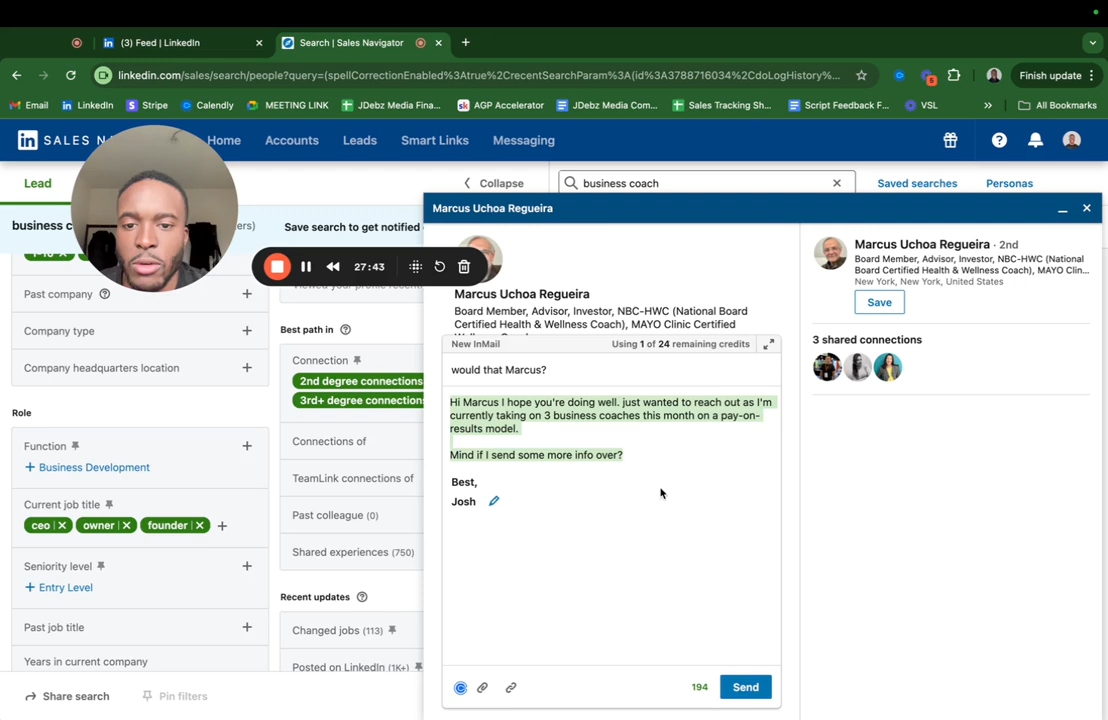 (3) Feed | LinkedIn
Search | Sales Navigator
linkedin.com/sales/search/people?query=(spellCorrectionEnabled%3Atrue%2CrecentSearchParam%3A(id%3A3788716034%2CdoLogHistory%...
Finish update
Email
LinkedIn
Stripe
Calendly
MEETING LINK
JDebz Media Fina...
AGP Accelerator
JDebz Media Com...
Sales Tracking Sh...
Script Feedback F...
VSL
All Bookmarks
SALES NA
Home
Accounts
Leads
Smart Links
Messaging
Lead
Collapse
business coach
Saved searches
Personas
business c
ers)
Save search to get notified
Marcus Uchoa Regueira
1-10
Past company
Company type
Company headquarters location
Role
Function
+ Business Development
Current job title
ceo
owner
founder
Seniority level
+ Entry Level
Past job title
Years in current company
Share search
Pin filters
27:43
Viewed your profile recent
Best path in
Connection
2nd degree connections
3rd+ degree connections
Connections of
TeamLink connections of
Past colleague (0)
Shared experiences (750)
Recent updates
Changed jobs (113)
Posted on LinkedIn (1K+)
Marcus Uchoa Regueira
Board Member, Advisor, Investor, NBC-HWC (National Board
Certified Health & Wellness Coach), MAYO Clinic Certified
New InMail
Using 1 of 24 remaining credits
would that Marcus?
Hi Marcus I hope you're doing well. just wanted to reach out as I'm
currently taking on 3 business coaches this month on a pay-on-
results model.
Mind if I send some more info over?
Best,
Josh
194
Send
Marcus Uchoa Regueira · 2nd
Board Member, Advisor, Investor, NBC-HWC (National
Board Certified Health & Wellness Coach), MAYO Clin...
New York, New York, United States
Save
3 shared connections